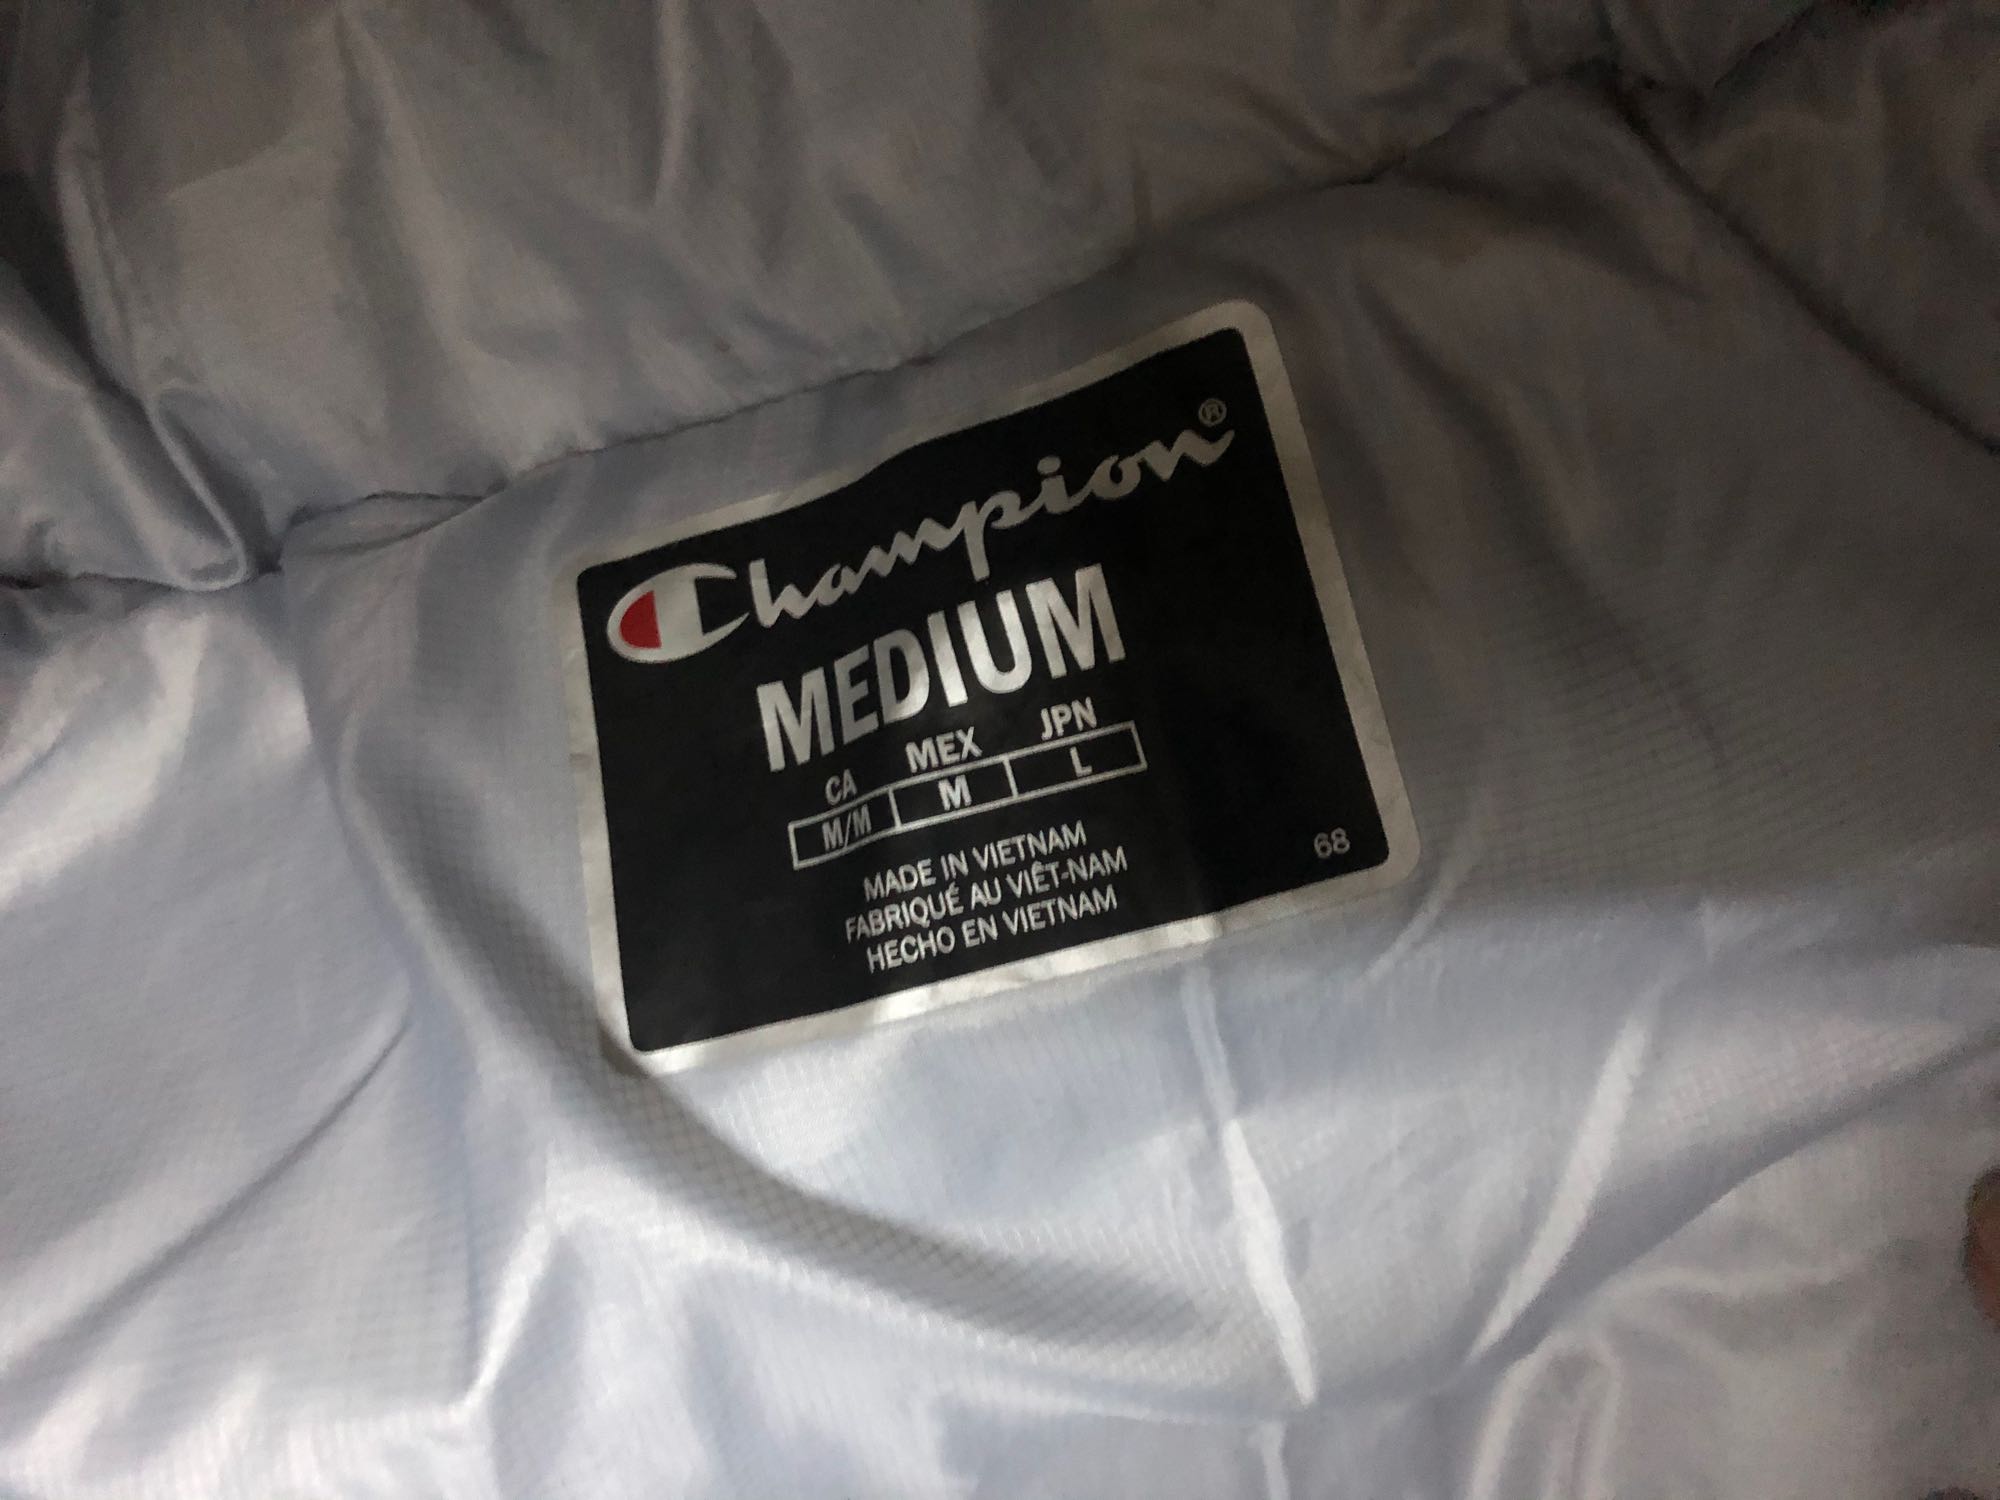 Champion®
MEDIUM
CA MEX JPN
M/M M L
MADE IN VIETNAM
FABRIQUÉ AU VIÊT-NAM
HECHO EN VIETNAM
68